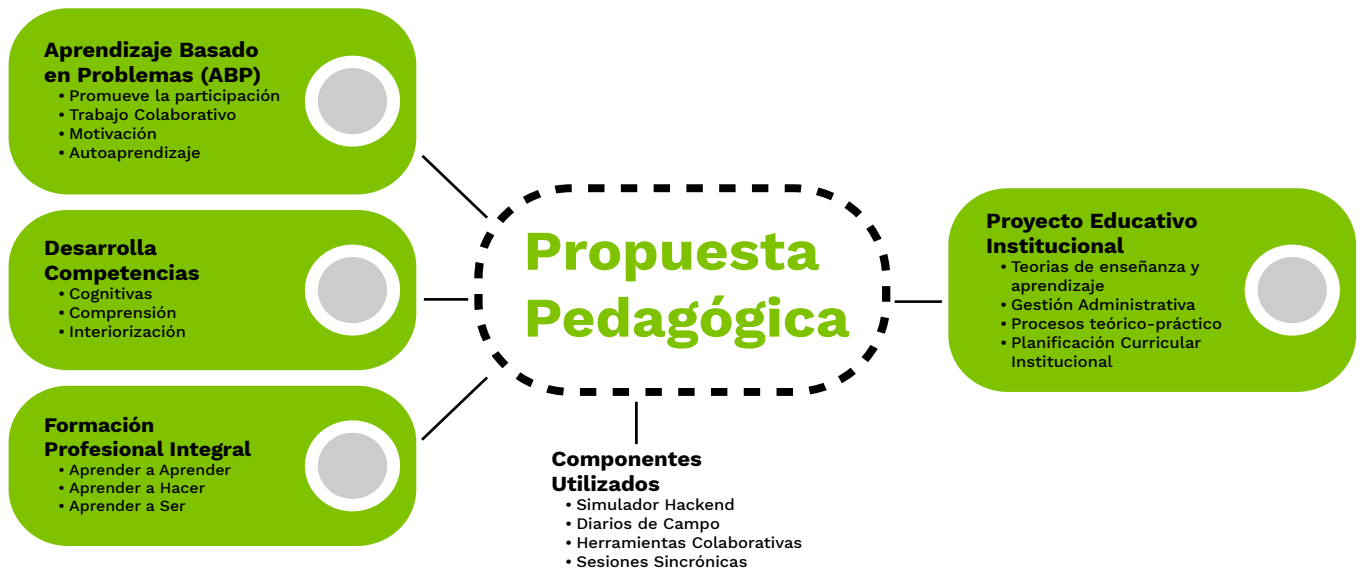 Aprendizaje Basado
en Problemas (ABP)
• Promueve la participación
• Trabajo Colaborativo
• Motivación
• Autoaprendizaje
Desarrolla
Competencias
• Cognitivas
• Comprensión
• Interiorización
Formación
Profesional Integral
• Aprender a Aprender
• Aprender a Hacer
• Aprender a Ser
Propuesta
Pedagógica
Componentes
Utilizados
• Simulador Hackend
• Diarios de Campo
• Herramientas Colaborativas
• Sesiones Sincrónicas
Proyecto Educativo
Institucional
• Teorias de enseñanza y
aprendizaje
• Gestión Administrativa
• Procesos teórico-práctico
• Planificación Curricular
Institucional